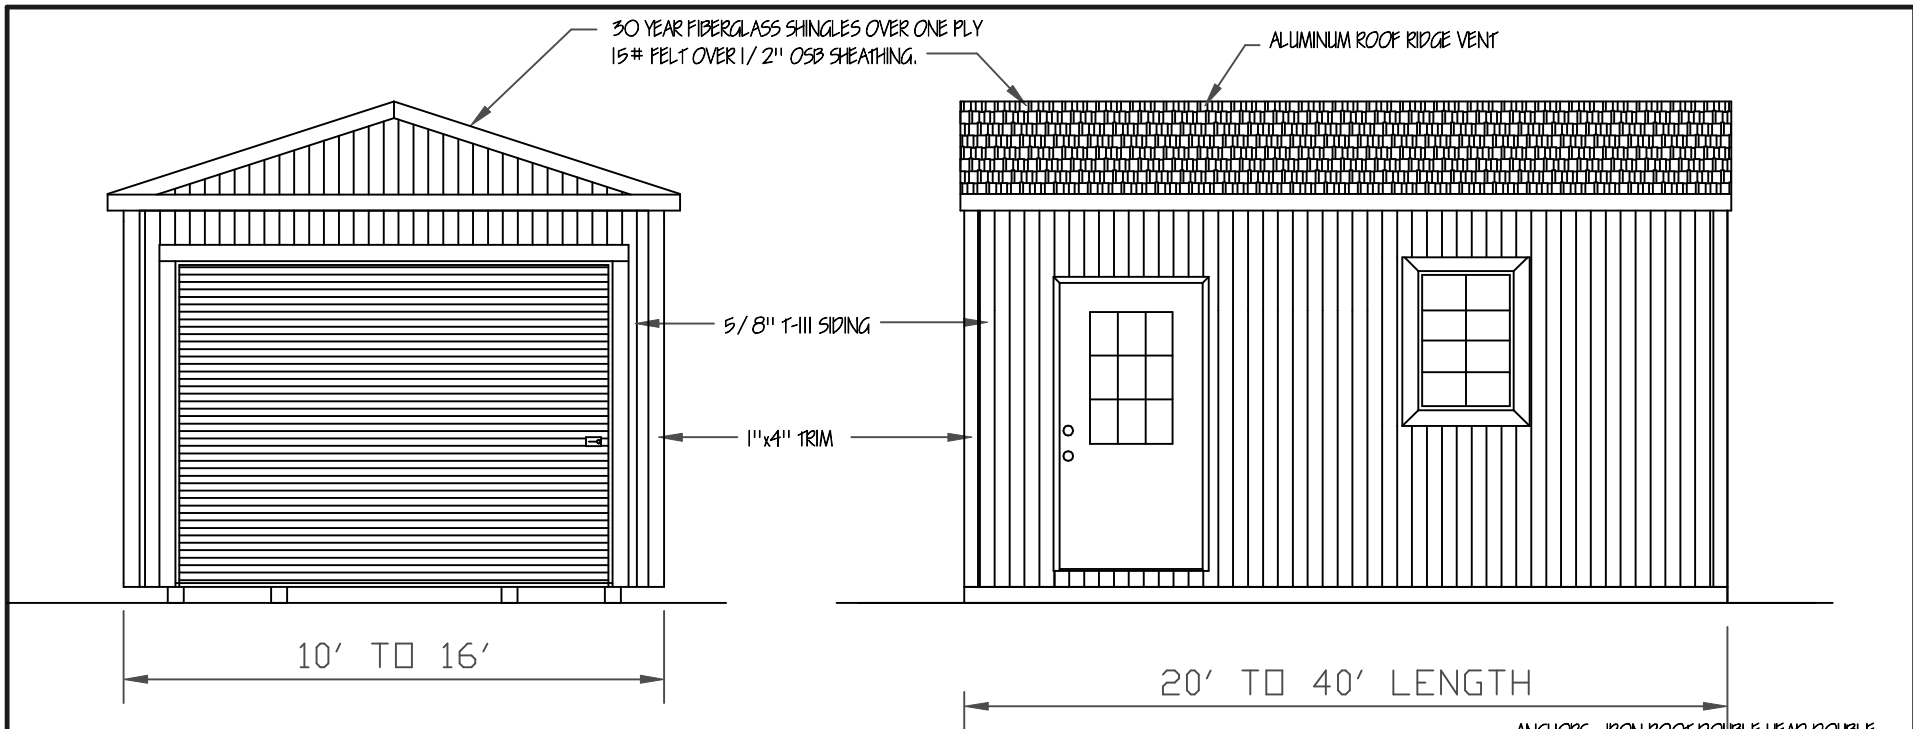 30 YEAR FIBERGLASS SHINGLES OVER ONE PLY
15# FELT OVER 1/2" OSB SHEATHING.
ALUMINUM ROOF RIDGE VENT
5/8" T-111 SIDING
1"x4" TRIM
10' TO 16'
20' TO 40' LENGTH